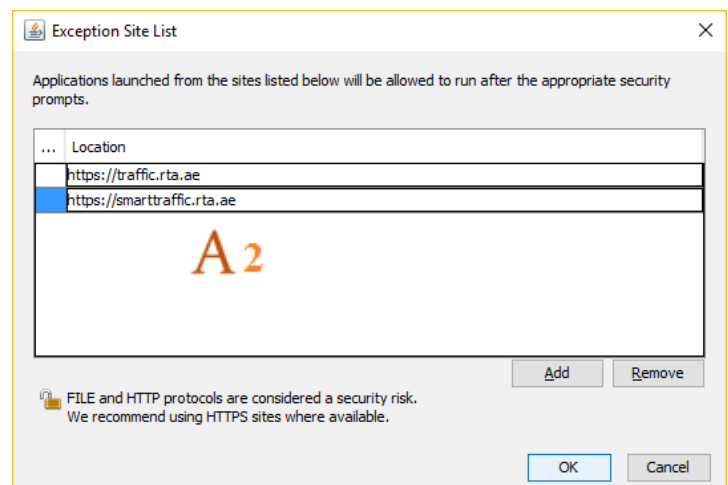 Exception Site List
Applications launched from the sites listed below will be allowed to run after the appropriate security
prompts.
... Location
https://traffic.rta.ae
https://smarttraffic.rta.ae
A 2
Add Remove
FILE and HTTP protocols are considered a security risk.
We recommend using HTTPS sites where available.
OK Cancel